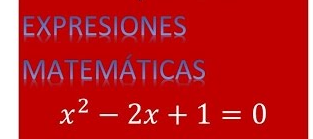 EXPRESIONES
MATEMÁTICAS
x² − 2x + 1 = 0